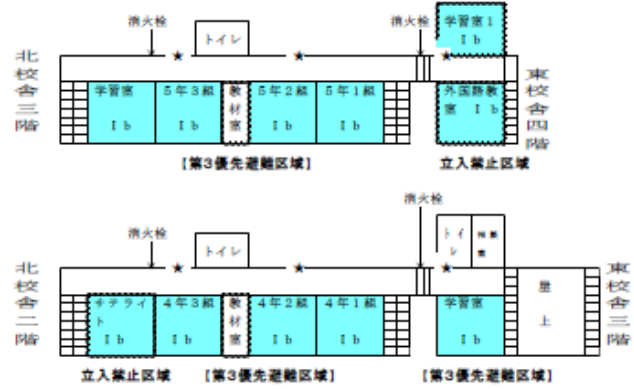 消火栓
消火栓
学習室1
Ⅰb
トイレ
★
★
★
北校舎三階
学習室
Ⅰb
5年3組
Ⅰb
教材室
5年2組
Ⅰb
5年1組
Ⅰb
外国語教室 Ⅰb
東校舎四階
【第3優先避難区域】
立入禁止区域
消火栓
消火栓
トイレ
トイレ
★
★
★
北校舎二階
サテライト
Ⅰb
4年3組
Ⅰb
教材室
4年2組
Ⅰb
4年1組
Ⅰb
学習室
Ⅰb
屋上
東校舎三階
立入禁止区域
【第3優先避難区域】
【第3優先避難区域】